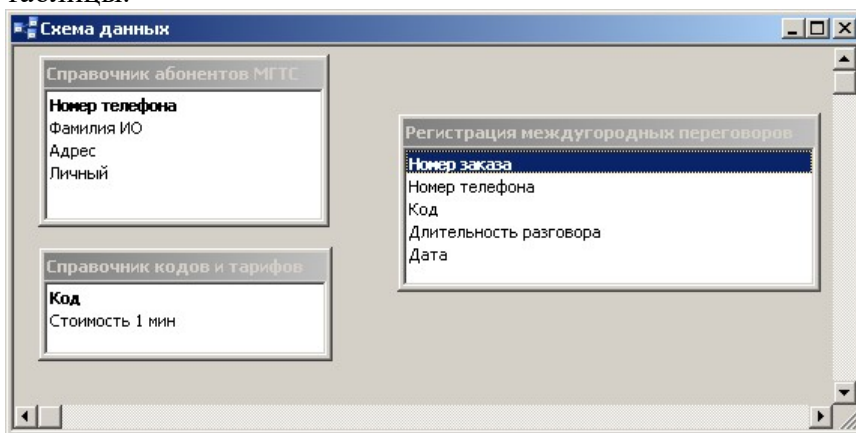 таблицы.
Схема данных
Справочник абонентов МГТС
Номер телефона
Фамилия ИО
Адрес
Личный
Регистрация междугородных переговоров
Номер заказа
Номер телефона
Код
Длительность разговора
Дата
Справочник кодов и тарифов
Код
Стоимость 1 мин